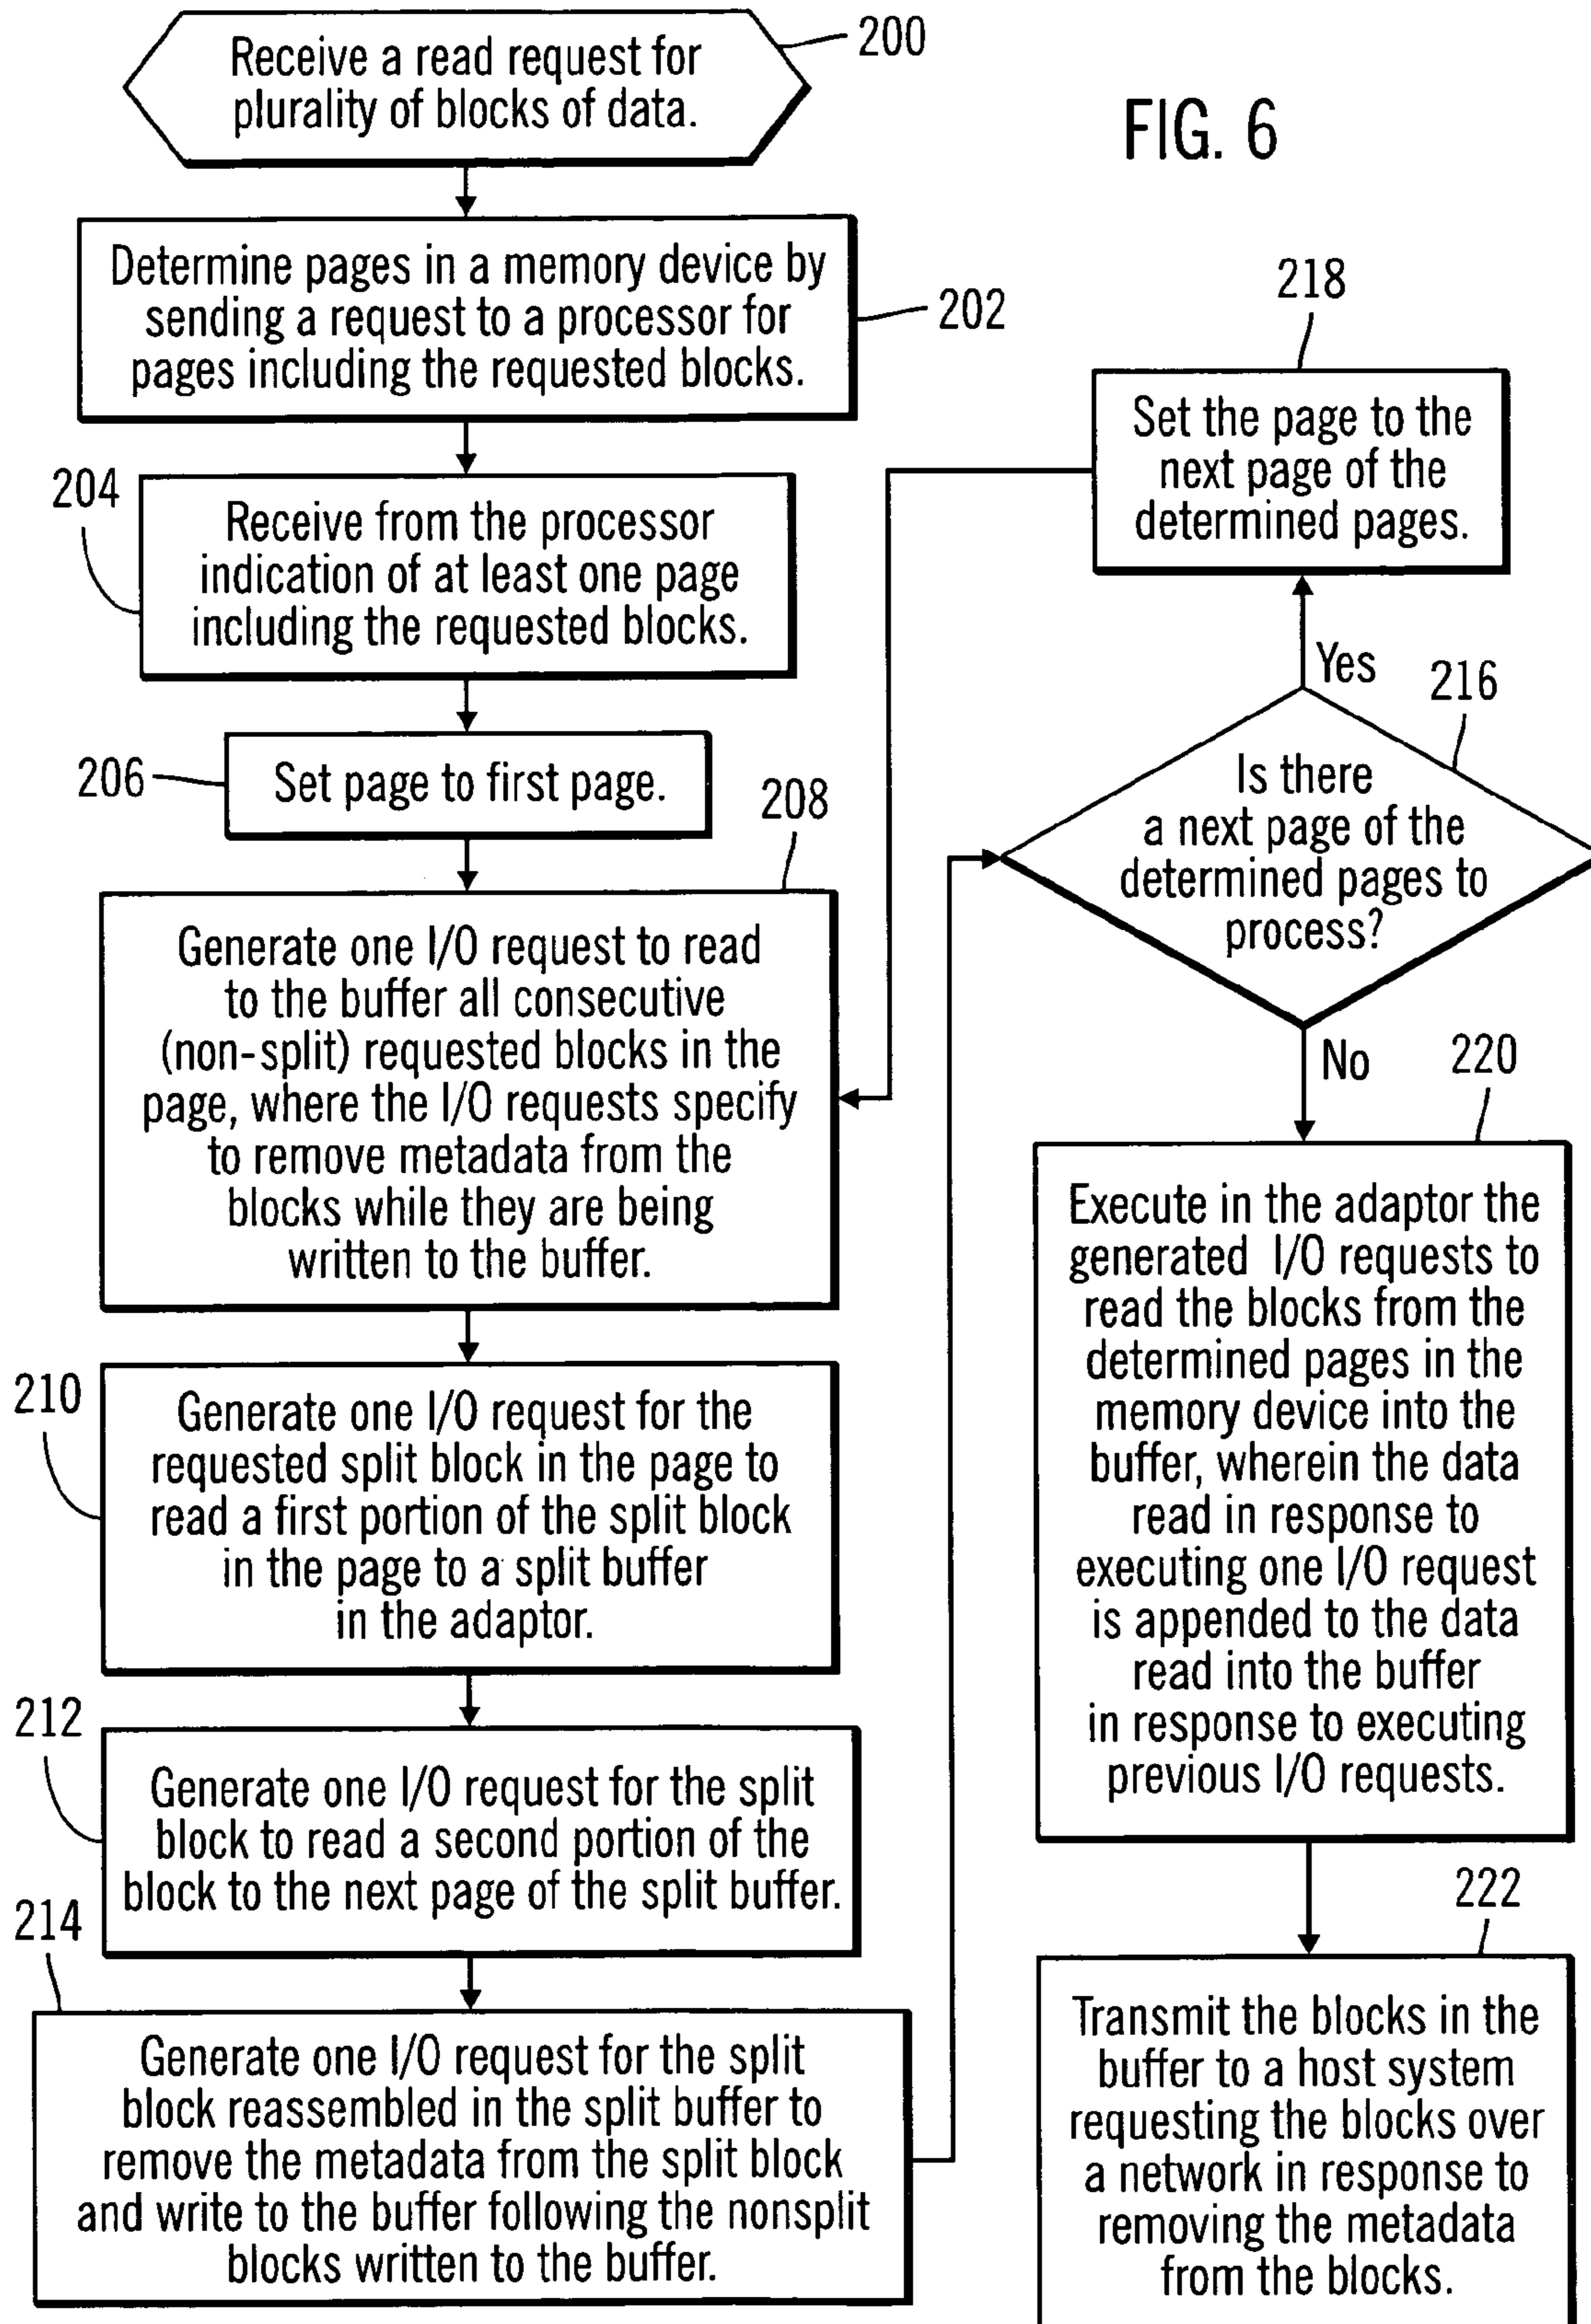 FIG. 6
200
Receive a read request for
plurality of blocks of data.
202
Determine pages in a memory device by
sending a request to a processor for
pages including the requested blocks.
204
Receive from the processor
indication of at least one page
including the requested blocks.
206
Set page to first page.
208
Generate one I/O request to read
to the buffer all consecutive
(non-split) requested blocks in the
page, where the I/O requests specify
to remove metadata from the
blocks while they are being
written to the buffer.
210
Generate one I/O request for the
requested split block in the page to
read a first portion of the split block
in the page to a split buffer
in the adaptor.
212
Generate one I/O request for the split
block to read a second portion of the
block to the next page of the split buffer.
214
Generate one I/O request for the split
block reassembled in the split buffer to
remove the metadata from the split block
and write to the buffer following the nonsplit
blocks written to the buffer.
218
Set the page to the
next page of the
determined pages.
Yes
216
Is there
a next page of the
determined pages to
process?
No
220
Execute in the adaptor the
generated I/O requests to
read the blocks from the
determined pages in the
memory device into the
buffer, wherein the data
read in response to
executing one I/O request
is appended to the data
read into the buffer
in response to executing
previous I/O requests.
222
Transmit the blocks in the
buffer to a host system
requesting the blocks over
a network in response to
removing the metadata
from the blocks.